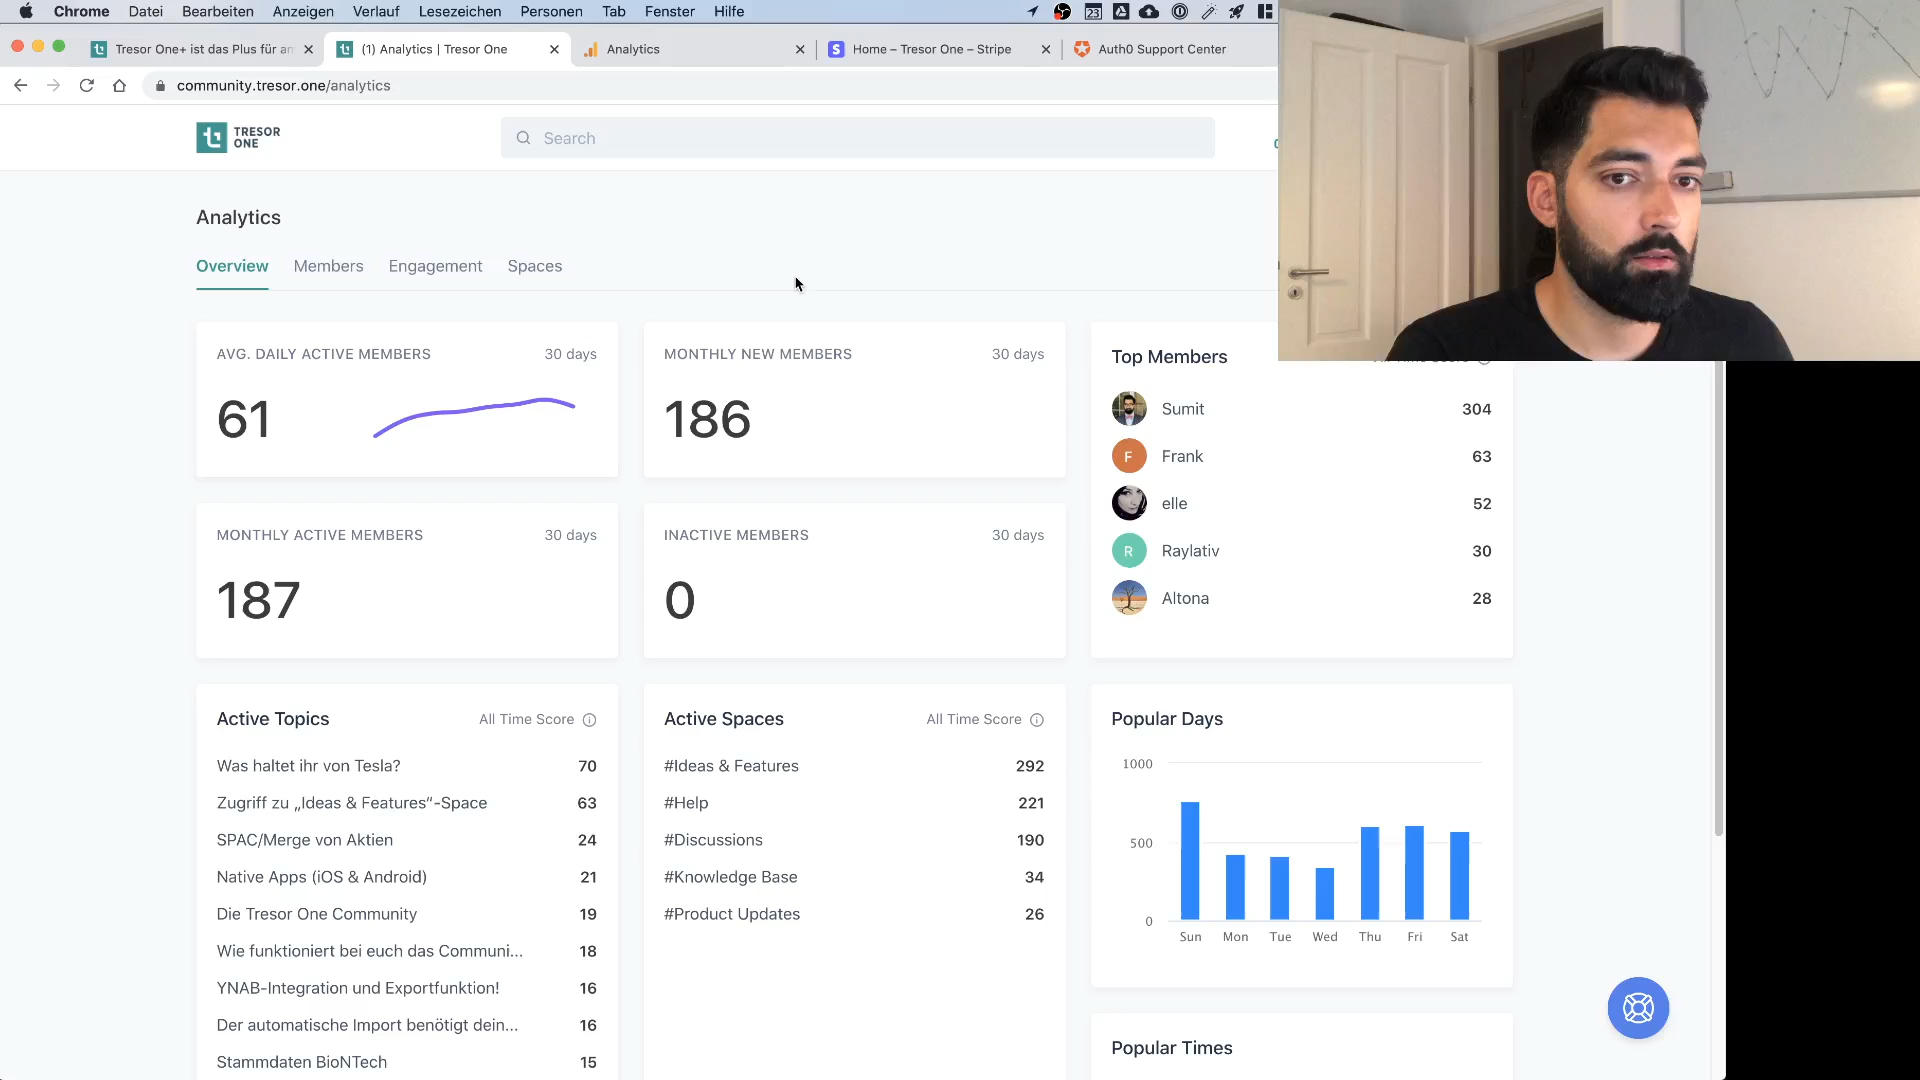 Chrome Datei Bearbeiten Anzeigen Verlauf Lesezeichen Personen Tab Fenster Hilfe 23
Tresor One+ ist das Plus für an (1) Analytics | Tresor One Analytics Home – Tresor One – Stripe Auth0 Support Center
community.tresor.one/analytics
TRESOR
ONE
Search
Analytics
Overview Members Engagement Spaces
AVG. DAILY ACTIVE MEMBERS 30 days
61
MONTHLY NEW MEMBERS 30 days
186
Top Members
Sumit 304
F Frank 63
elle 52
R Raylativ 30
Altona 28
MONTHLY ACTIVE MEMBERS 30 days
187
INACTIVE MEMBERS 30 days
0
Active Topics All Time Score
Was haltet ihr von Tesla? 70
Zugriff zu „Ideas & Features“-Space 63
SPAC/Merge von Aktien 24
Native Apps (iOS & Android) 21
Die Tresor One Community 19
Wie funktioniert bei euch das Communi... 18
YNAB-Integration und Exportfunktion! 16
Der automatische Import benötigt dein... 16
Stammdaten BioNTech 15
Active Spaces All Time Score
#Ideas & Features 292
#Help 221
#Discussions 190
#Knowledge Base 34
#Product Updates 26
Popular Days
1000
500
0
Sun Mon Tue Wed Thu Fri Sat
Popular Times